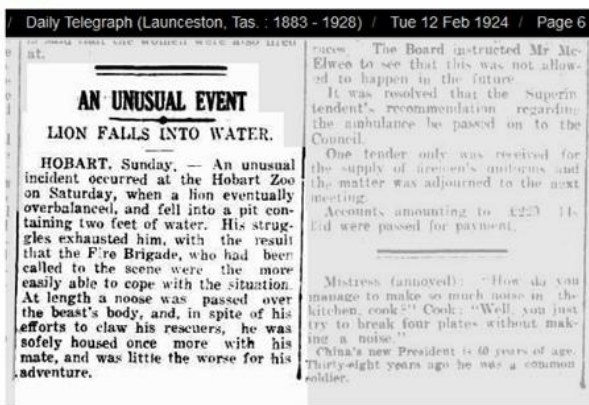 / Daily Telegraph (Launceston, Tas. : 1883 - 1928) / Tue 12 Feb 1924 / Page 6
at.
AN UNUSUAL EVENT
LION FALLS INTO WATER.
HOBART, Sunday. — An unusual
incident occurred at the Hobart Zoo
on Saturday, when a lion eventually
overbalanced, and fell into a pit con-
taining two feet of water. His strug-
gles exhausted him, with the result
that the Fire Brigade, who had been
called to the scene were the more
easily able to cope with the situation.
At length a noose was passed over
the beast's body, and, in spite of his
efforts to claw his rescuers, he was
sofely housed once more with his
mate, and was little the worse for his
adventure.
The Board instructed Mr Mc-
Elwee to see that this was not allow-
ed to happen in the future.
It was resolved that the Superin
tendent's recommendation regarding
the ambulance be passed on to the
Council.
One tender only was received for
the supply of firemen's uniforms and
the matter was adjourned to the next
meeting.
Accounts amounting to
were passed for payment.
Mistress (annoyed): "How do you
manage to make so much noise in the
kitchen, cook?" Cook: "Well, you just
try to break four plates without mak-
ing a noise."
China's new President is 60 years of age.
Thirty-eight years ago he was a common
soldier.